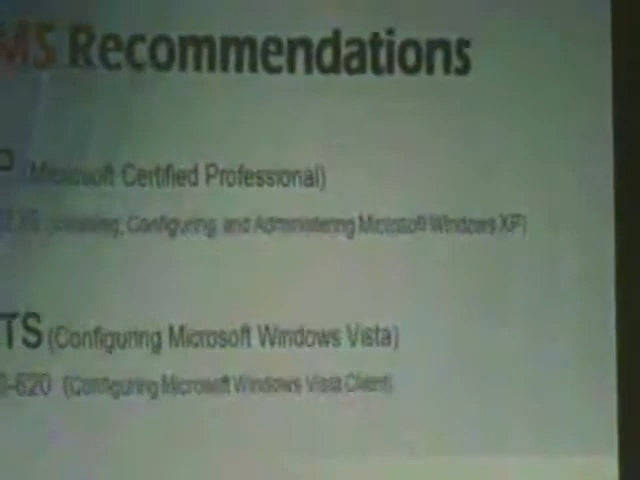 MS Recommendations
P (Microsoft Certified Professional)
(Installing, Configuring, and Administering Microsoft Windows XP)
TS (Configuring Microsoft Windows Vista)
-620 (Configuring Microsoft Windows Vista Client)